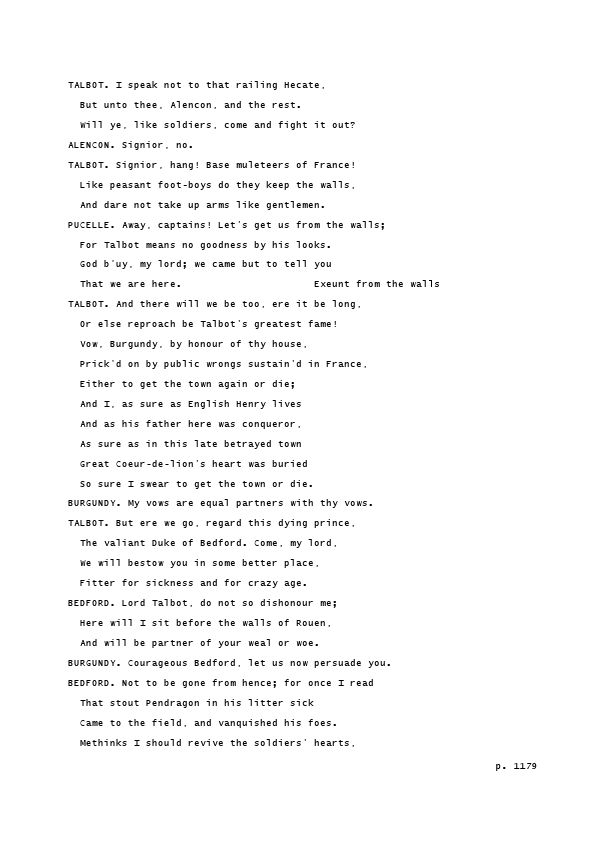 TALBOT. I speak not to that railing Hecate,
But unto thee, Alencon, and the rest.
Will ye, like soldiers, come and fight it out?
ALENCON. Signior, no.
TALBOT. Signior, hang! Base muleteers of France!
Like peasant foot-boys do they keep the walls,
And dare not take up arms like gentlemen.
PUCELLE. Away, captains! Let's get us from the walls;
For Talbot means no goodness by his looks.
God b'uy, my lord; we came but to tell you
That we are here. Exeunt from the walls
TALBOT. And there will we be too, ere it be long,
Or else reproach be Talbot's greatest fame!
Vow, Burgundy, by honour of thy house,
Prick'd on by public wrongs sustain'd in France,
Either to get the town again or die;
And I, as sure as English Henry lives
And as his father here was conqueror,
As sure as in this late betrayed town
Great Coeur-de-lion's heart was buried
So sure I swear to get the town or die.
BURGUNDY. My vows are equal partners with thy vows.
TALBOT. But ere we go, regard this dying prince,
The valiant Duke of Bedford. Come, my lord,
We will bestow you in some better place,
Fitter for sickness and for crazy age.
BEDFORD. Lord Talbot, do not so dishonour me;
Here will I sit before the walls of Rouen,
And will be partner of your weal or woe.
BURGUNDY. Courageous Bedford, let us now persuade you.
BEDFORD. Not to be gone from hence; for once I read
That stout Pendragon in his litter sick
Came to the field, and vanquished his foes.
Methinks I should revive the soldiers' hearts,
p. 1179